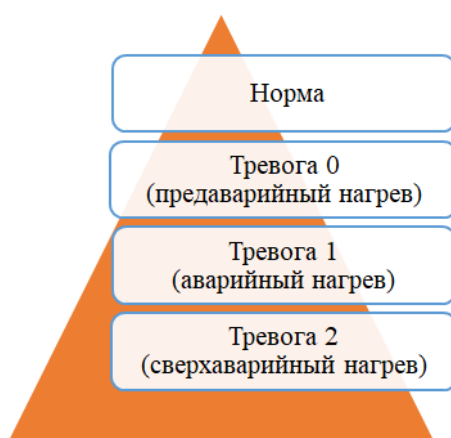 Норма
Тревога 0
(предаварийный нагрев)
Тревога 1
(аварийный нагрев)
Тревога 2
(сверхаварийный нагрев)